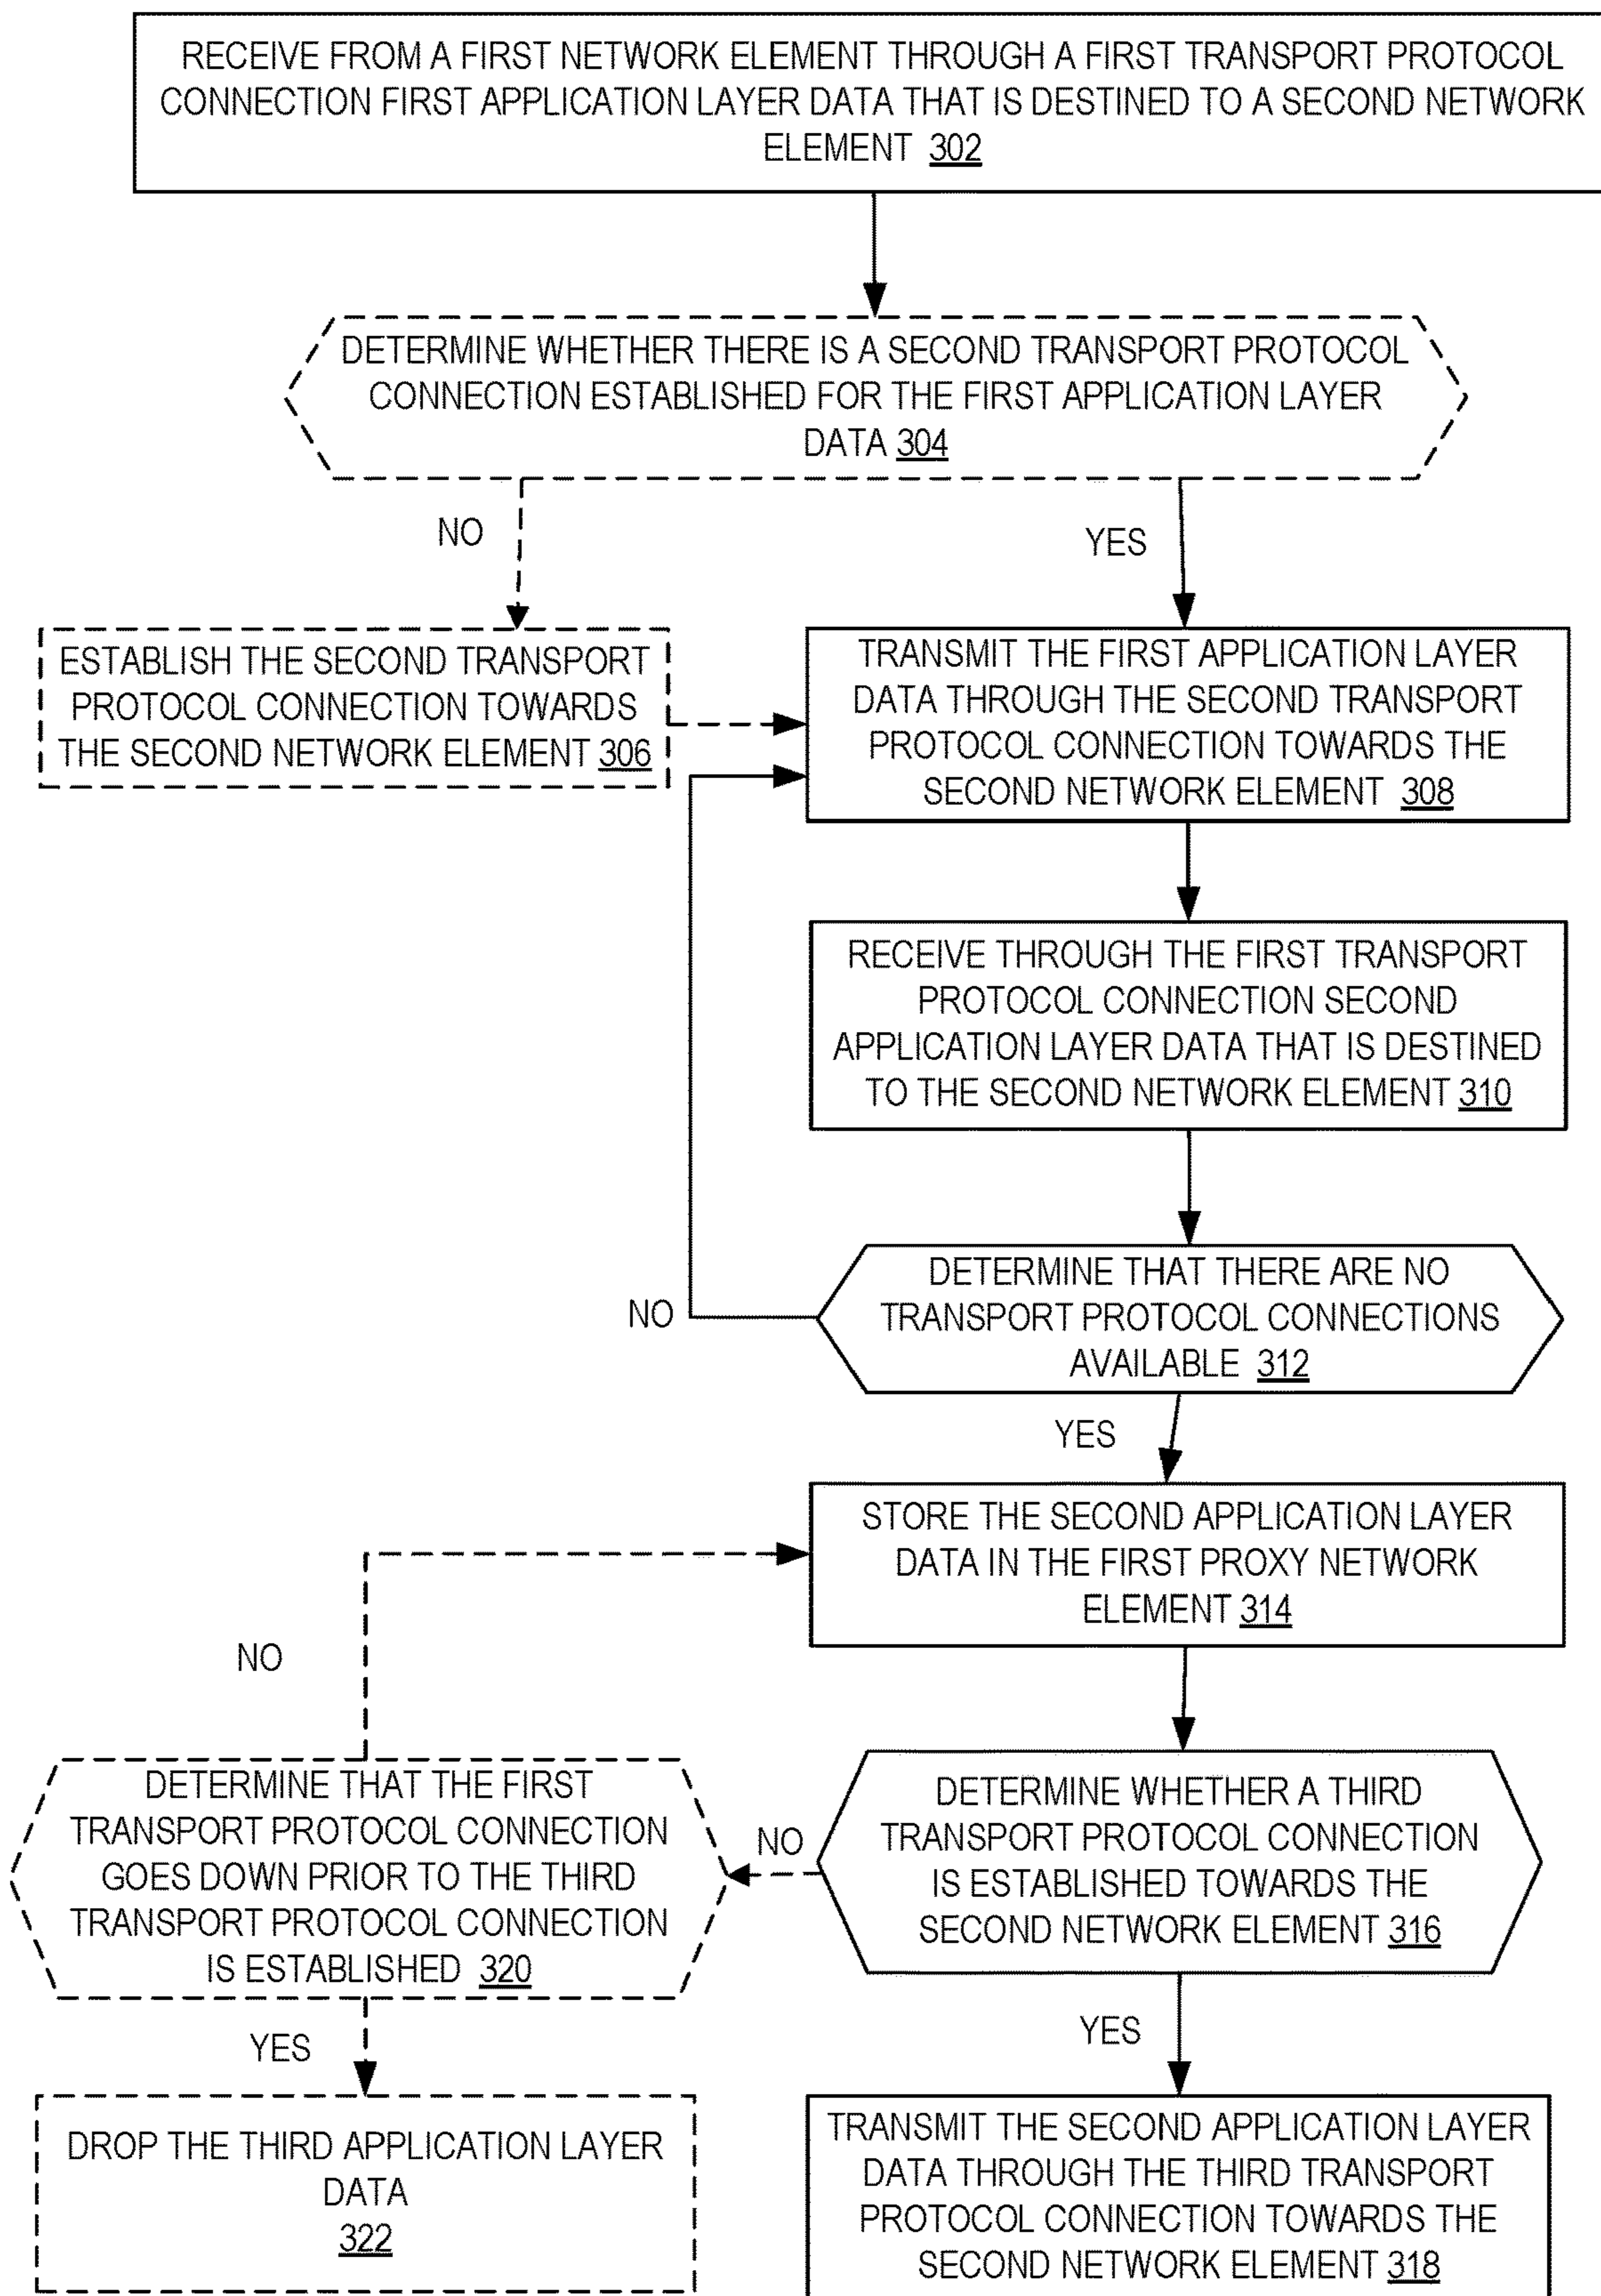 RECEIVE FROM A FIRST NETWORK ELEMENT THROUGH A FIRST TRANSPORT PROTOCOL
CONNECTION FIRST APPLICATION LAYER DATA THAT IS DESTINED TO A SECOND NETWORK
ELEMENT 302
DETERMINE WHETHER THERE IS A SECOND TRANSPORT PROTOCOL
CONNECTION ESTABLISHED FOR THE FIRST APPLICATION LAYER
DATA 304
NO
YES
ESTABLISH THE SECOND TRANSPORT
PROTOCOL CONNECTION TOWARDS
THE SECOND NETWORK ELEMENT 306
TRANSMIT THE FIRST APPLICATION LAYER
DATA THROUGH THE SECOND TRANSPORT
PROTOCOL CONNECTION TOWARDS THE
SECOND NETWORK ELEMENT 308
RECEIVE THROUGH THE FIRST TRANSPORT
PROTOCOL CONNECTION SECOND
APPLICATION LAYER DATA THAT IS DESTINED
TO THE SECOND NETWORK ELEMENT 310
DETERMINE THAT THERE ARE NO
TRANSPORT PROTOCOL CONNECTIONS
AVAILABLE 312
NO
YES
STORE THE SECOND APPLICATION LAYER
DATA IN THE FIRST PROXY NETWORK
ELEMENT 314
NO
DETERMINE WHETHER A THIRD
TRANSPORT PROTOCOL CONNECTION
IS ESTABLISHED TOWARDS THE
SECOND NETWORK ELEMENT 316
NO
DETERMINE THAT THE FIRST
TRANSPORT PROTOCOL CONNECTION
GOES DOWN PRIOR TO THE THIRD
TRANSPORT PROTOCOL CONNECTION
IS ESTABLISHED 320
YES
YES
DROP THE THIRD APPLICATION LAYER
DATA
322
TRANSMIT THE SECOND APPLICATION LAYER
DATA THROUGH THE THIRD TRANSPORT
PROTOCOL CONNECTION TOWARDS THE
SECOND NETWORK ELEMENT 318